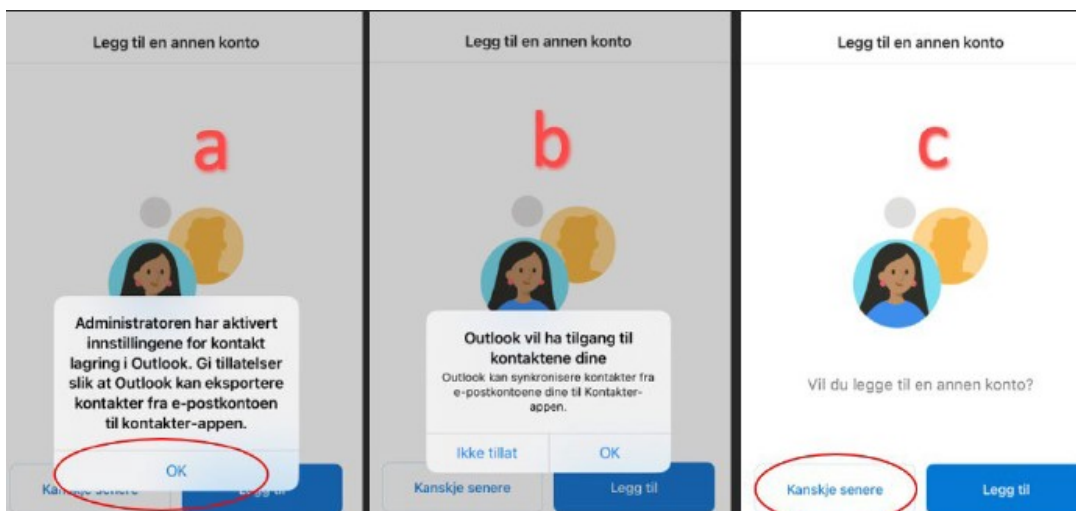 Legg til en annen konto
a
Administratoren har aktivert
innstillingene for kontakt
lagring i Outlook. Gi tillatelser
slik at Outlook kan eksportere
kontakter fra e-postkontoen
til kontakter-appen.
OK
Kanskje senere
Legg til
Legg til en annen konto
b
Outlook vil ha tilgang til
kontaktene dine
Outlook kan synkronisere kontakter fra
e-postkontoene dine til Kontakter-
appen.
Ikke tillat
OK
Kanskje senere
Legg til
Legg til en annen konto
c
Vil du legge til en annen konto?
Kanskje senere
Legg til